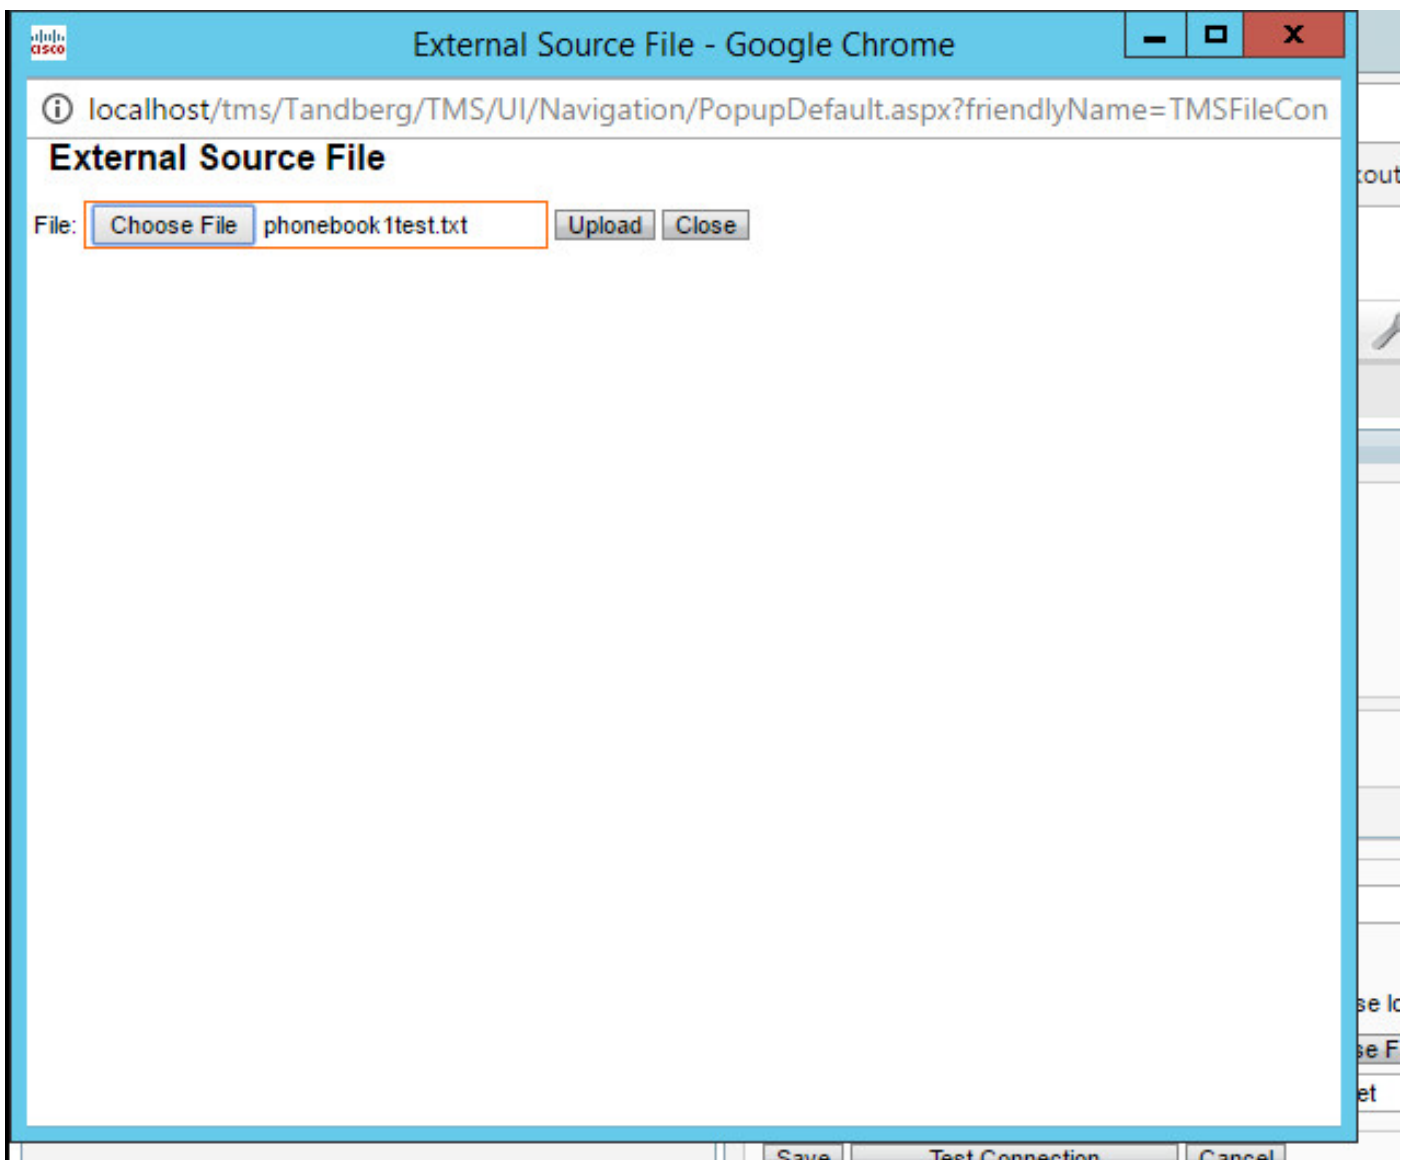 cisco
External Source File - Google Chrome
localhost/tms/Tandberg/TMS/UI/Navigation/PopupDefault.aspx?friendlyName=TMSFileCon
External Source File
File: Choose File phonebook1test.txt Upload Close
Save Test Connection Cancel